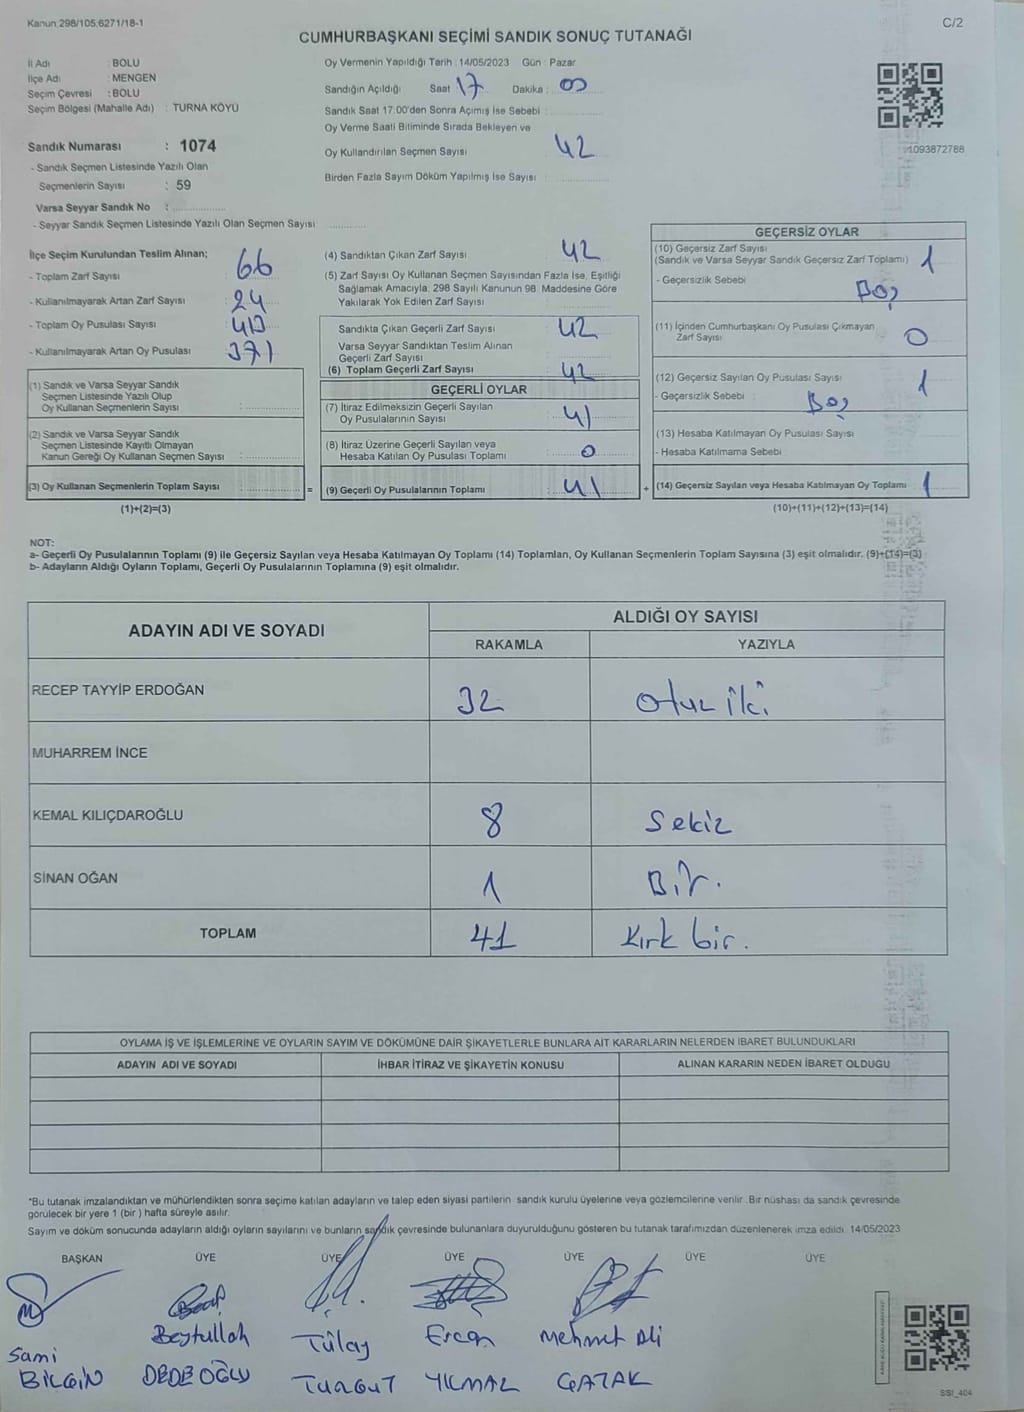 Kanun 298/105,6271/18-1
C/2
CUMHURBAŞKANI SEÇİMİ SANDIK SONUÇ TUTANAĞI
İl Adı : BOLU
İlçe Adı : MENGEN
Seçim Çevresi : BOLU
Seçim Bölgesi (Mahalle Adı) : TURNA KÖYÜ
Sandık Numarası : 1074
- Sandık Seçmen Listesinde Yazılı Olan
Seçmenlerin Sayısı : 59
Varsa Seyyar Sandık No : ..............
- Seyyar Sandık Seçmen Listesinde Yazılı Olan Seçmen Sayısı ..............
Oy Vermenin Yapıldığı Tarih : 14/05/2023 Gün : Pazar
Sandığın Açıldığı Saat 17 Dakika : 00
Sandık Saat 17.00'den Sonra Açımış İse Sebebi :
Oy Verme Saati Bitiminde Sırada Bekleyen ve
Oy Kullandırılan Seçmen Sayısı 42
Birden Fazla Sayım Döküm Yapılmış İse Sayısı :
1093872788
İlçe Seçim Kurulundan Teslim Alınan;
- Toplam Zarf Sayısı 66
- Kullanılmayarak Artan Zarf Sayısı 24
- Toplam Oy Pusulası Sayısı 413
- Kullanılmayarak Artan Oy Pusulası 371
(1) Sandık ve Varsa Seyyar Sandık
Seçmen Listesinde Yazılı Olup
Oy Kullanan Seçmenlerin Sayısı :
(2) Sandık ve Varsa Seyyar Sandık
Seçmen Listesinde Kayıtlı Olmayan
Kanun Gereği Oy Kullanan Seçmen Sayısı :
(3) Oy Kullanan Seçmenlerin Toplam Sayısı : =
(1)+(2)=(3)
(4) Sandıktan Çıkan Zarf Sayısı 42
(5) Zarf Sayısı Oy Kullanan Seçmen Sayısından Fazla İse, Eşitliği
Sağlamak Amacıyla; 298 Sayılı Kanunun 98. Maddesine Göre
Yakılarak Yok Edilen Zarf Sayısı :
Sandıkta Çıkan Geçerli Zarf Sayısı : 42
Varsa Seyyar Sandıktan Teslim Alınan
Geçerli Zarf Sayısı
(6) Toplam Geçerli Zarf Sayısı 42
GEÇERLİ OYLAR
(7) İtiraz Edilmeksizin Geçerli Sayılan
Oy Pusulalarının Sayısı 41
(8) İtiraz Üzerine Geçerli Sayılan veya
Hesaba Katılan Oy Pusulası Toplamı 0
(9) Geçerli Oy Pusulalarının Toplamı : 41 +
GEÇERSİZ OYLAR
(10) Geçersiz Zarf Sayısı
(Sandık ve Varsa Seyyar Sandık Geçersiz Zarf Toplamı) 1
- Geçersizlik Sebebi
Boş
(11) İçinden Cumhurbaşkanı Oy Pusulası Çıkmayan
Zarf Sayısı 0
(12) Geçersiz Sayılan Oy Pusulası Sayısı 1
- Geçersizlik Sebebi Boş
(13) Hesaba Katılmayan Oy Pusulası Sayısı
- Hesaba Katılmama Sebebi
(14) Geçersiz Sayılan veya Hesaba Katılmayan Oy Toplamı 1
(10)+(11)+(12)+(13)=(14)
NOT:
a- Geçerli Oy Pusulalarının Toplamı (9) ile Geçersiz Sayılan veya Hesaba Katılmayan Oy Toplamı (14) Toplamları, Oy Kullanan Seçmenlerin Toplam Sayısına (3) eşit olmalıdır. (9)+(14)=(3)
b- Adayların Aldığı Oyların Toplamı, Geçerli Oy Pusulalarının Toplamına (9) eşit olmalıdır.
ADAYIN ADI VE SOYADI
ALDIĞI OY SAYISI
RAKAMLA YAZIYLA
RECEP TAYYİP ERDOĞAN 32 Otuz iki
MUHARREM İNCE
KEMAL KILIÇDAROĞLU 8 Sekiz
SİNAN OĞAN 1 Bir.
TOPLAM 41 Kırk bir.
OYLAMA İŞ VE İŞLEMLERİNE VE OYLARIN SAYIM VE DÖKÜMÜNE DAİR ŞİKAYETLERLE BUNLARA AİT KARARLARIN NELERDEN İBARET BULUNDUKLARI
ADAYIN ADI VE SOYADI İHBAR İTİRAZ VE ŞİKAYETİN KONUSU ALINAN KARARIN NEDEN İBARET OLDUĞU
*Bu tutanak imzalandıktan ve mühürlendikten sonra seçime katılan adayların ve talep eden siyasi partilerin sandık kurulu üyelerine veya gözlemcilerine verilir. Bir nüshası da sandık çevresinde
görülecek bir yere 1 (bir ) hafta süreyle asılır.
Sayım ve döküm sonucunda adayların aldığı oyların sayılarını ve bunların sandık çevresinde bulunanlara duyurulduğunu gösteren bu tutanak tarafımızdan düzenlenerek imza edildi. 14/05/2023
BAŞKAN ÜYE ÜYE ÜYE ÜYE ÜYE ÜYE
Sami Beytullah Tülay Ercan Mehmet Ali
BİLGİN DEDEOĞLU TURGUT YILMAZ ÇATAK
SSI_404